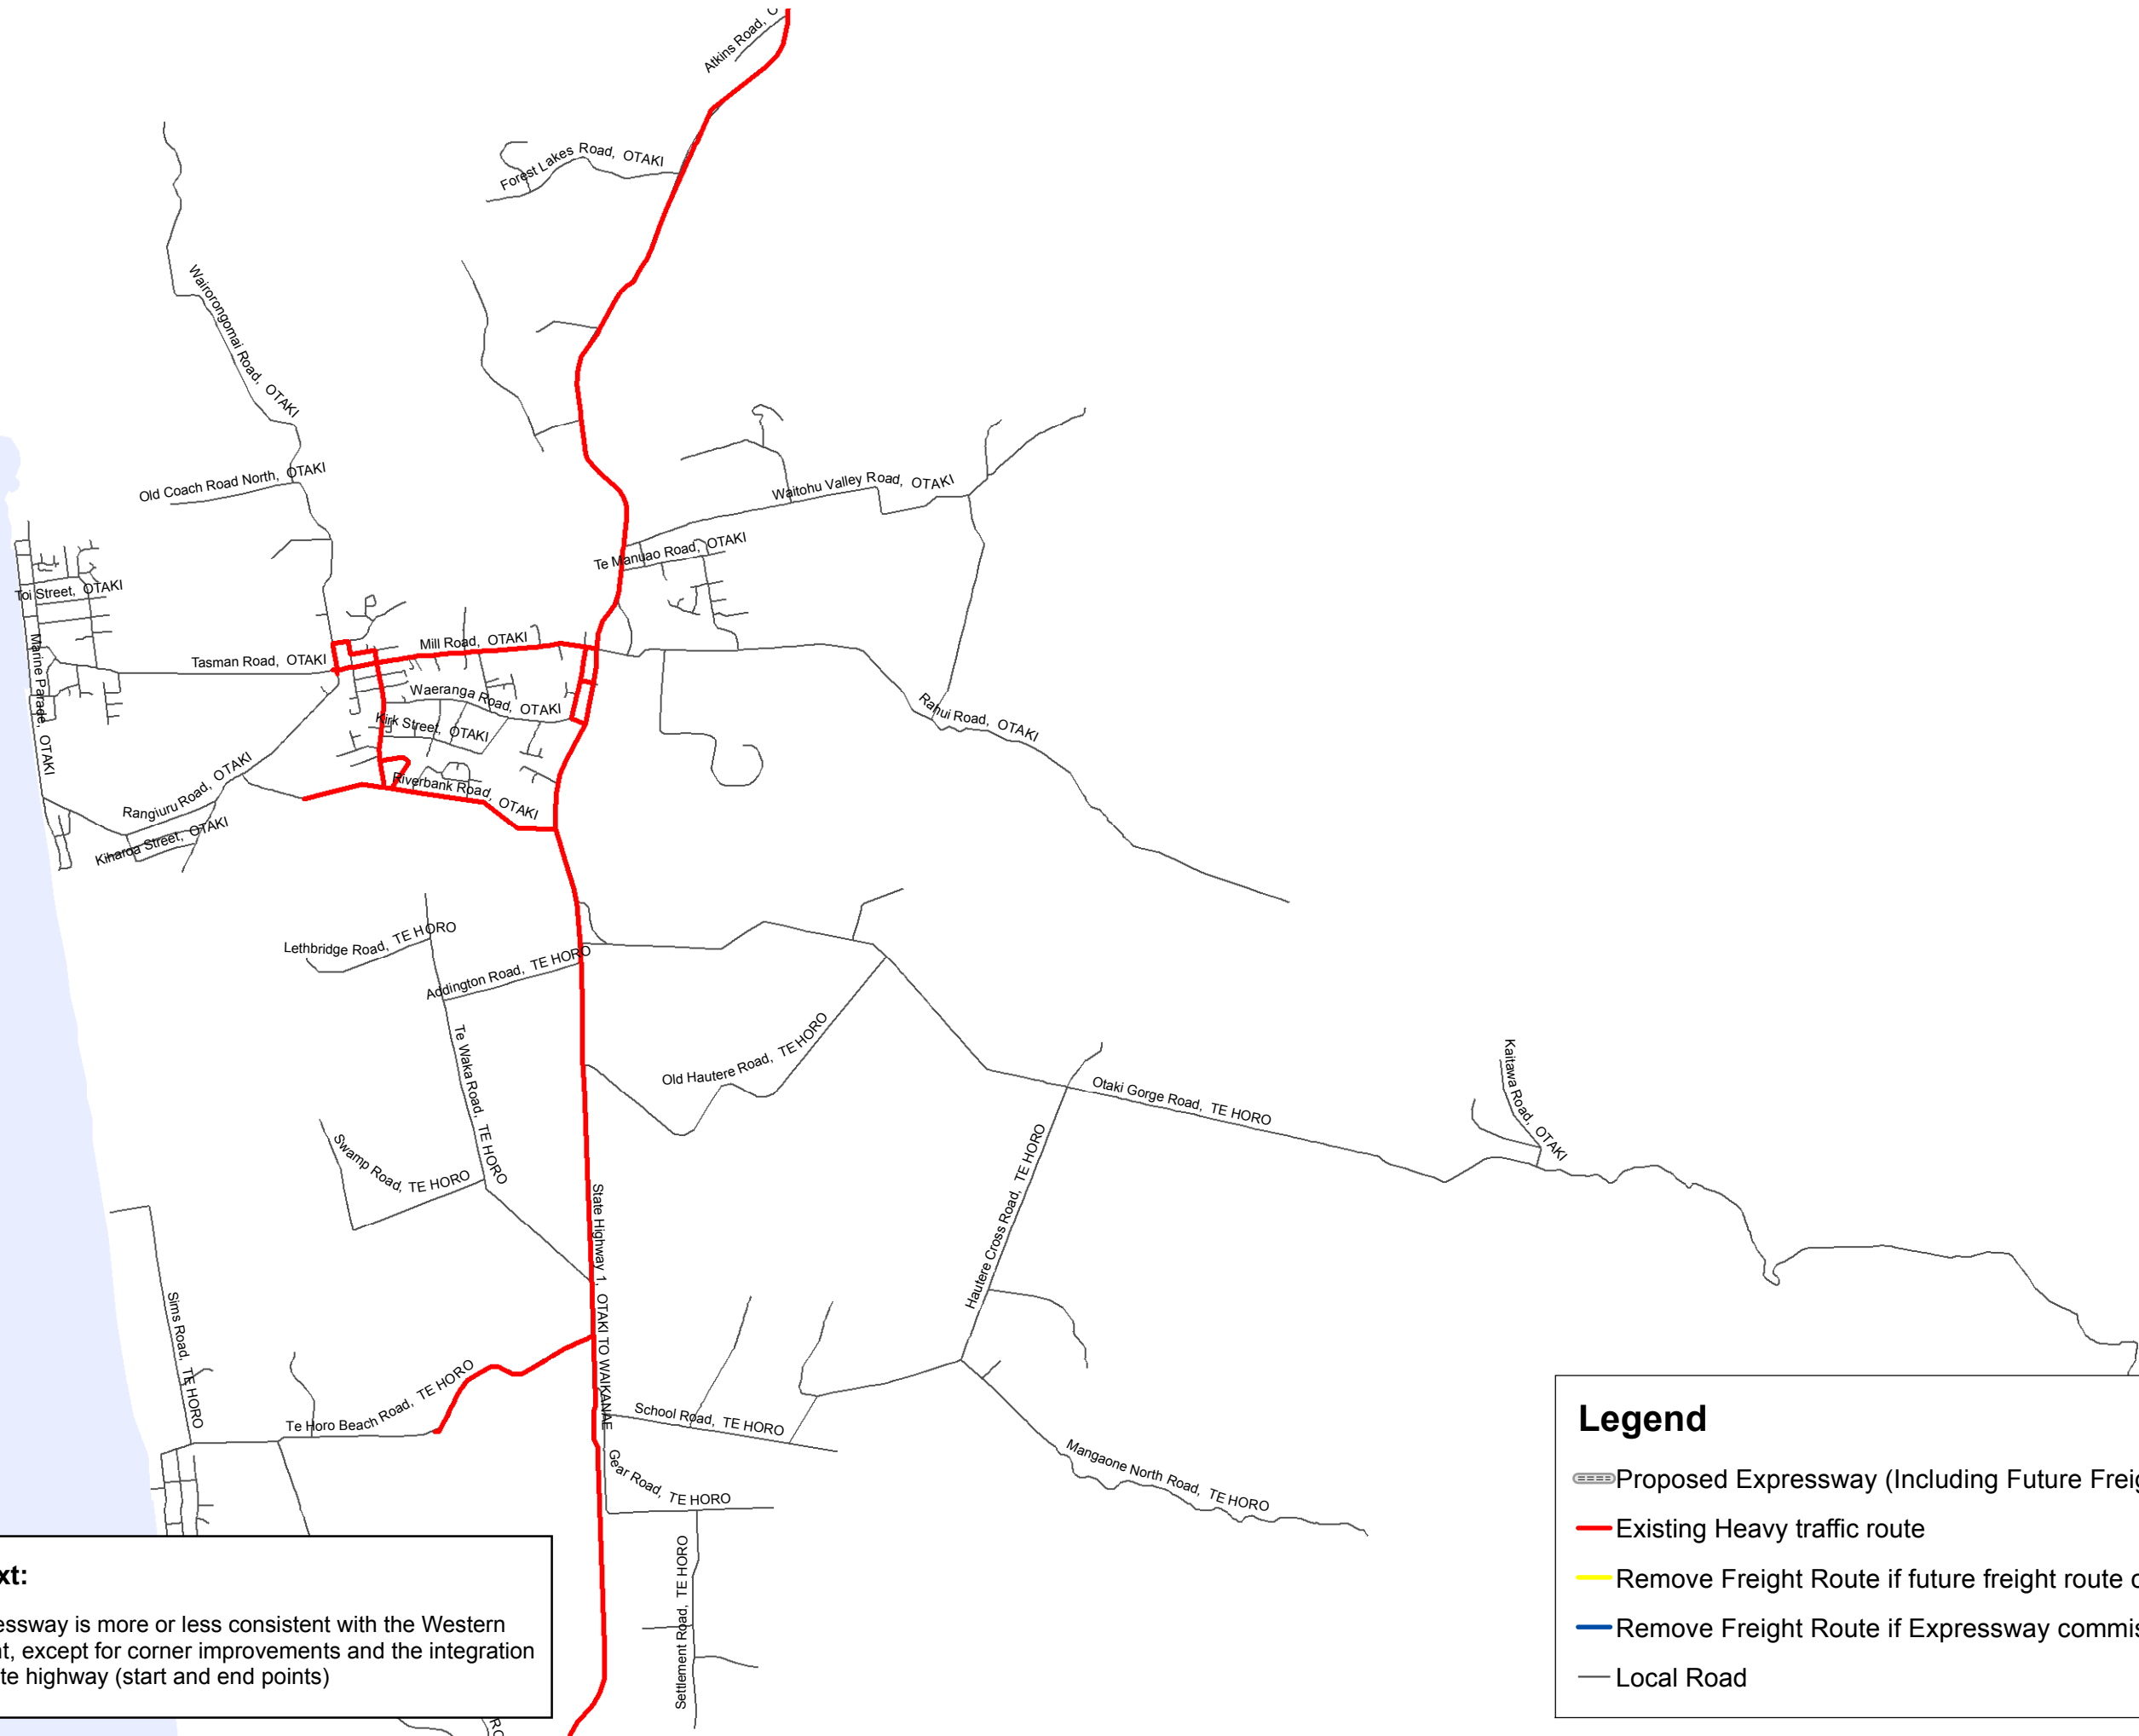 Atkins Road,
Forest Lakes Road, OTAKI
Wairorongomai Road, OTAKI
Old Coach Road North, OTAKI
Waitohu Valley Road, OTAKI
Te Manuao Road, OTAKI
Toi Street, OTAKI
Marine Parade, OTAKI
Tasman Road, OTAKI
Mill Road, OTAKI
Waeranga Road, OTAKI
Kirk Street, OTAKI
Rahui Road, OTAKI
Riverbank Road, OTAKI
Rangiuru Road, OTAKI
Kiharoa Street, OTAKI
Lethbridge Road, TE HORO
Addington Road, TE HORO
Te Waka Road, TE HORO
Old Hautere Road, TE HORO
Otaki Gorge Road, TE HORO
Kaitawa Road, OTAKI
Swamp Road, TE HORO
Hautere Cross Road, TE HORO
State Highway 1, OTAKI TO WAIKANAE
Sims Road, TE HORO
Te Horo Beach Road, TE HORO
School Road, TE HORO
Gear Road, TE HORO
Mangaone North Road, TE HORO
Settlement Road, TE HORO
xt:
essway is more or less consistent with the Western
nt, except for corner improvements and the integration
te highway (start and end points)
Legend
Proposed Expressway (Including Future Freig
Existing Heavy traffic route
Remove Freight Route if future freight route c
Remove Freight Route if Expressway commis
Local Road